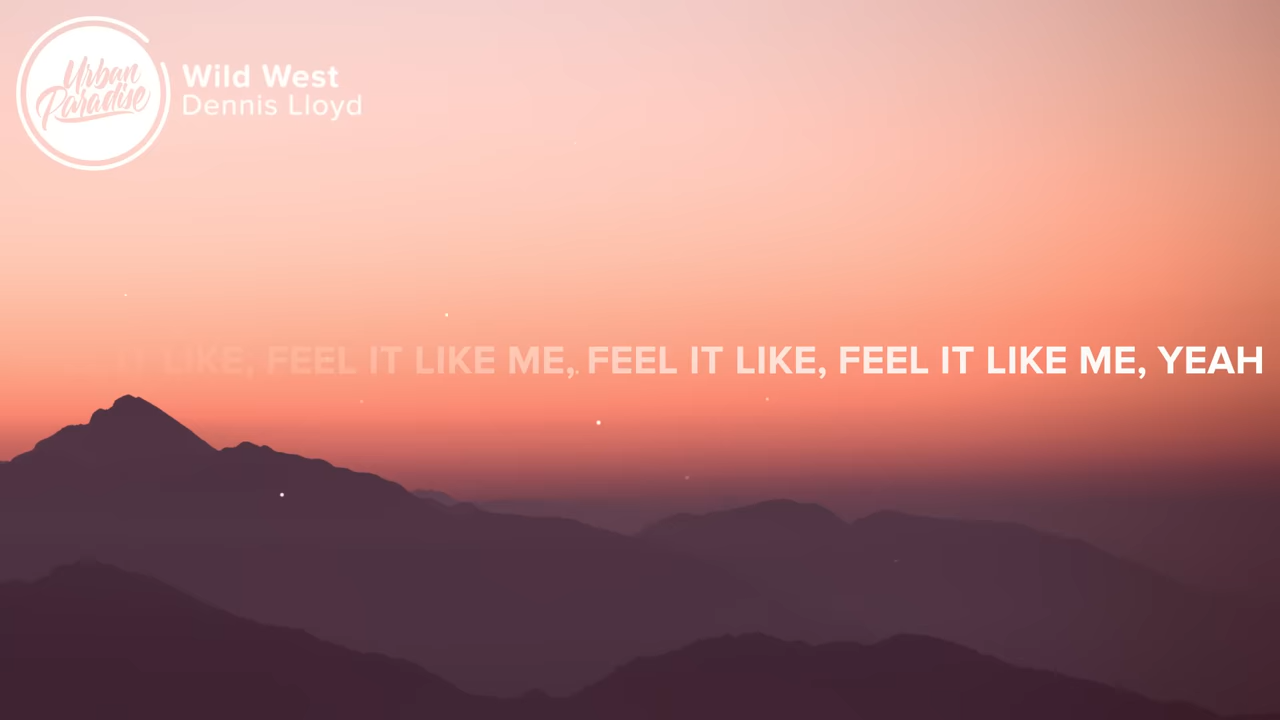 Urban
Paradise
Wild West
Dennis Lloyd
IT LIKE, FEEL IT LIKE ME, FEEL IT LIKE, FEEL IT LIKE ME, YEAH